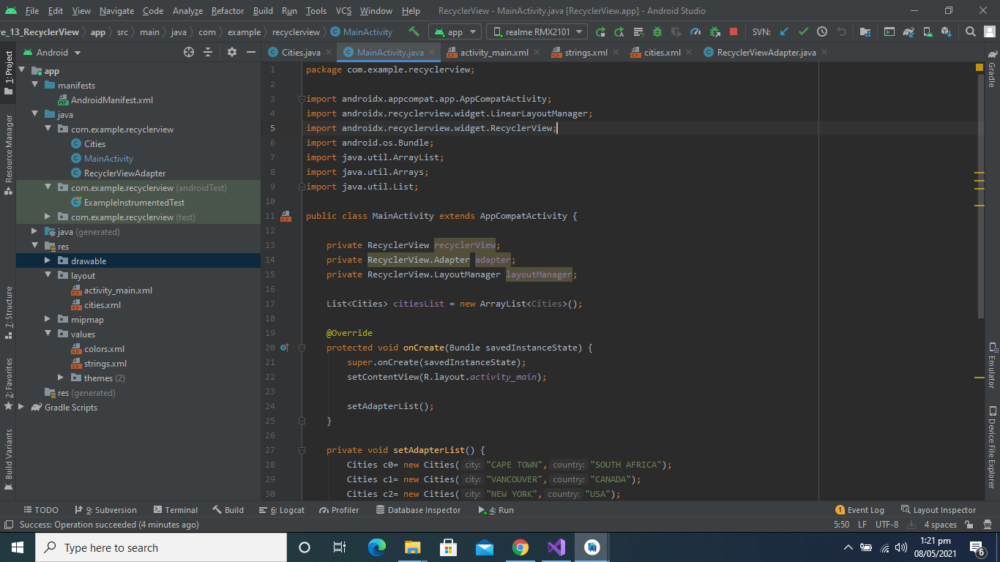 File Edit View Navigate Code Analyze Refactor Build Run Tools VCS Window Help RecyclerView - MainActivity.java [RecyclerView.app] - Android Studio
re_13_RecyclerView app src main java com example recyclerview MainActivity app realme RMX2101 SVN:
Android
Cities.java MainActivity.java activity_main.xml strings.xml cities.xml RecyclerViewAdapter.java
1: Project
Resource Manager
7: Structure
2: Favorites
Build Variants
app
manifests
AndroidManifest.xml
java
com.example.recyclerview
Cities
MainActivity
RecyclerViewAdapter
com.example.recyclerview (androidTest)
ExampleInstrumentedTest
com.example.recyclerview (test)
java (generated)
res
drawable
layout
activity_main.xml
cities.xml
mipmap
values
colors.xml
strings.xml
themes (2)
res (generated)
Gradle Scripts
1 package com.example.recyclerview;
2
3 import androidx.appcompat.app.AppCompatActivity;
4 import androidx.recyclerview.widget.LinearLayoutManager;
5 import androidx.recyclerview.widget.RecyclerView;
6 import android.os.Bundle;
7 import java.util.ArrayList;
8 import java.util.Arrays;
9 import java.util.List;
10
11 public class MainActivity extends AppCompatActivity {
12
13 private RecyclerView recyclerView;
14 private RecyclerView.Adapter adapter;
15 private RecyclerView.LayoutManager layoutManager;
16
17 List<Cities> citiesList = new ArrayList<Cities>();
18
19 @Override
20 protected void onCreate(Bundle savedInstanceState) {
21 super.onCreate(savedInstanceState);
22 setContentView(R.layout.activity_main);
23
24 setAdapterList();
25 }
26
27 private void setAdapterList() {
28 Cities c0= new Cities( city: "CAPE TOWN", country: "SOUTH AFRICA");
29 Cities c1= new Cities( city: "VANCOUVER", country: "CANADA");
30 Cities c2= new Cities( city: "NEW YORK", country: "USA");
Gradle
Emulator
Device File Explorer
TODO 9: Subversion Terminal Build 6: Logcat Profiler Database Inspector 4: Run 1 Event Log Layout Inspector
Success: Operation succeeded (4 minutes ago) 5:50 LF UTF-8 4 spaces
Type here to search
1:21 pm
08/05/2021
6